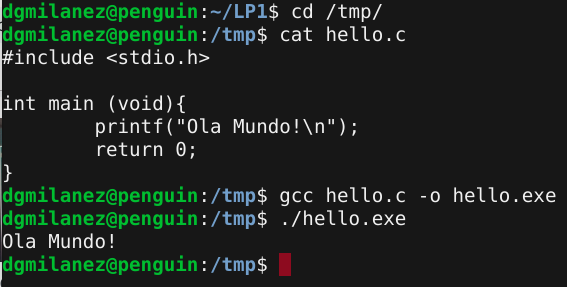 dgmilanez@penguin:~/LP1$ cd /tmp/
dgmilanez@penguin:/tmp$ cat hello.c
#include <stdio.h>

int main (void){
        printf("Ola Mundo!\n");
        return 0;
}
dgmilanez@penguin:/tmp$ gcc hello.c -o hello.exe
dgmilanez@penguin:/tmp$ ./hello.exe
Ola Mundo!
dgmilanez@penguin:/tmp$